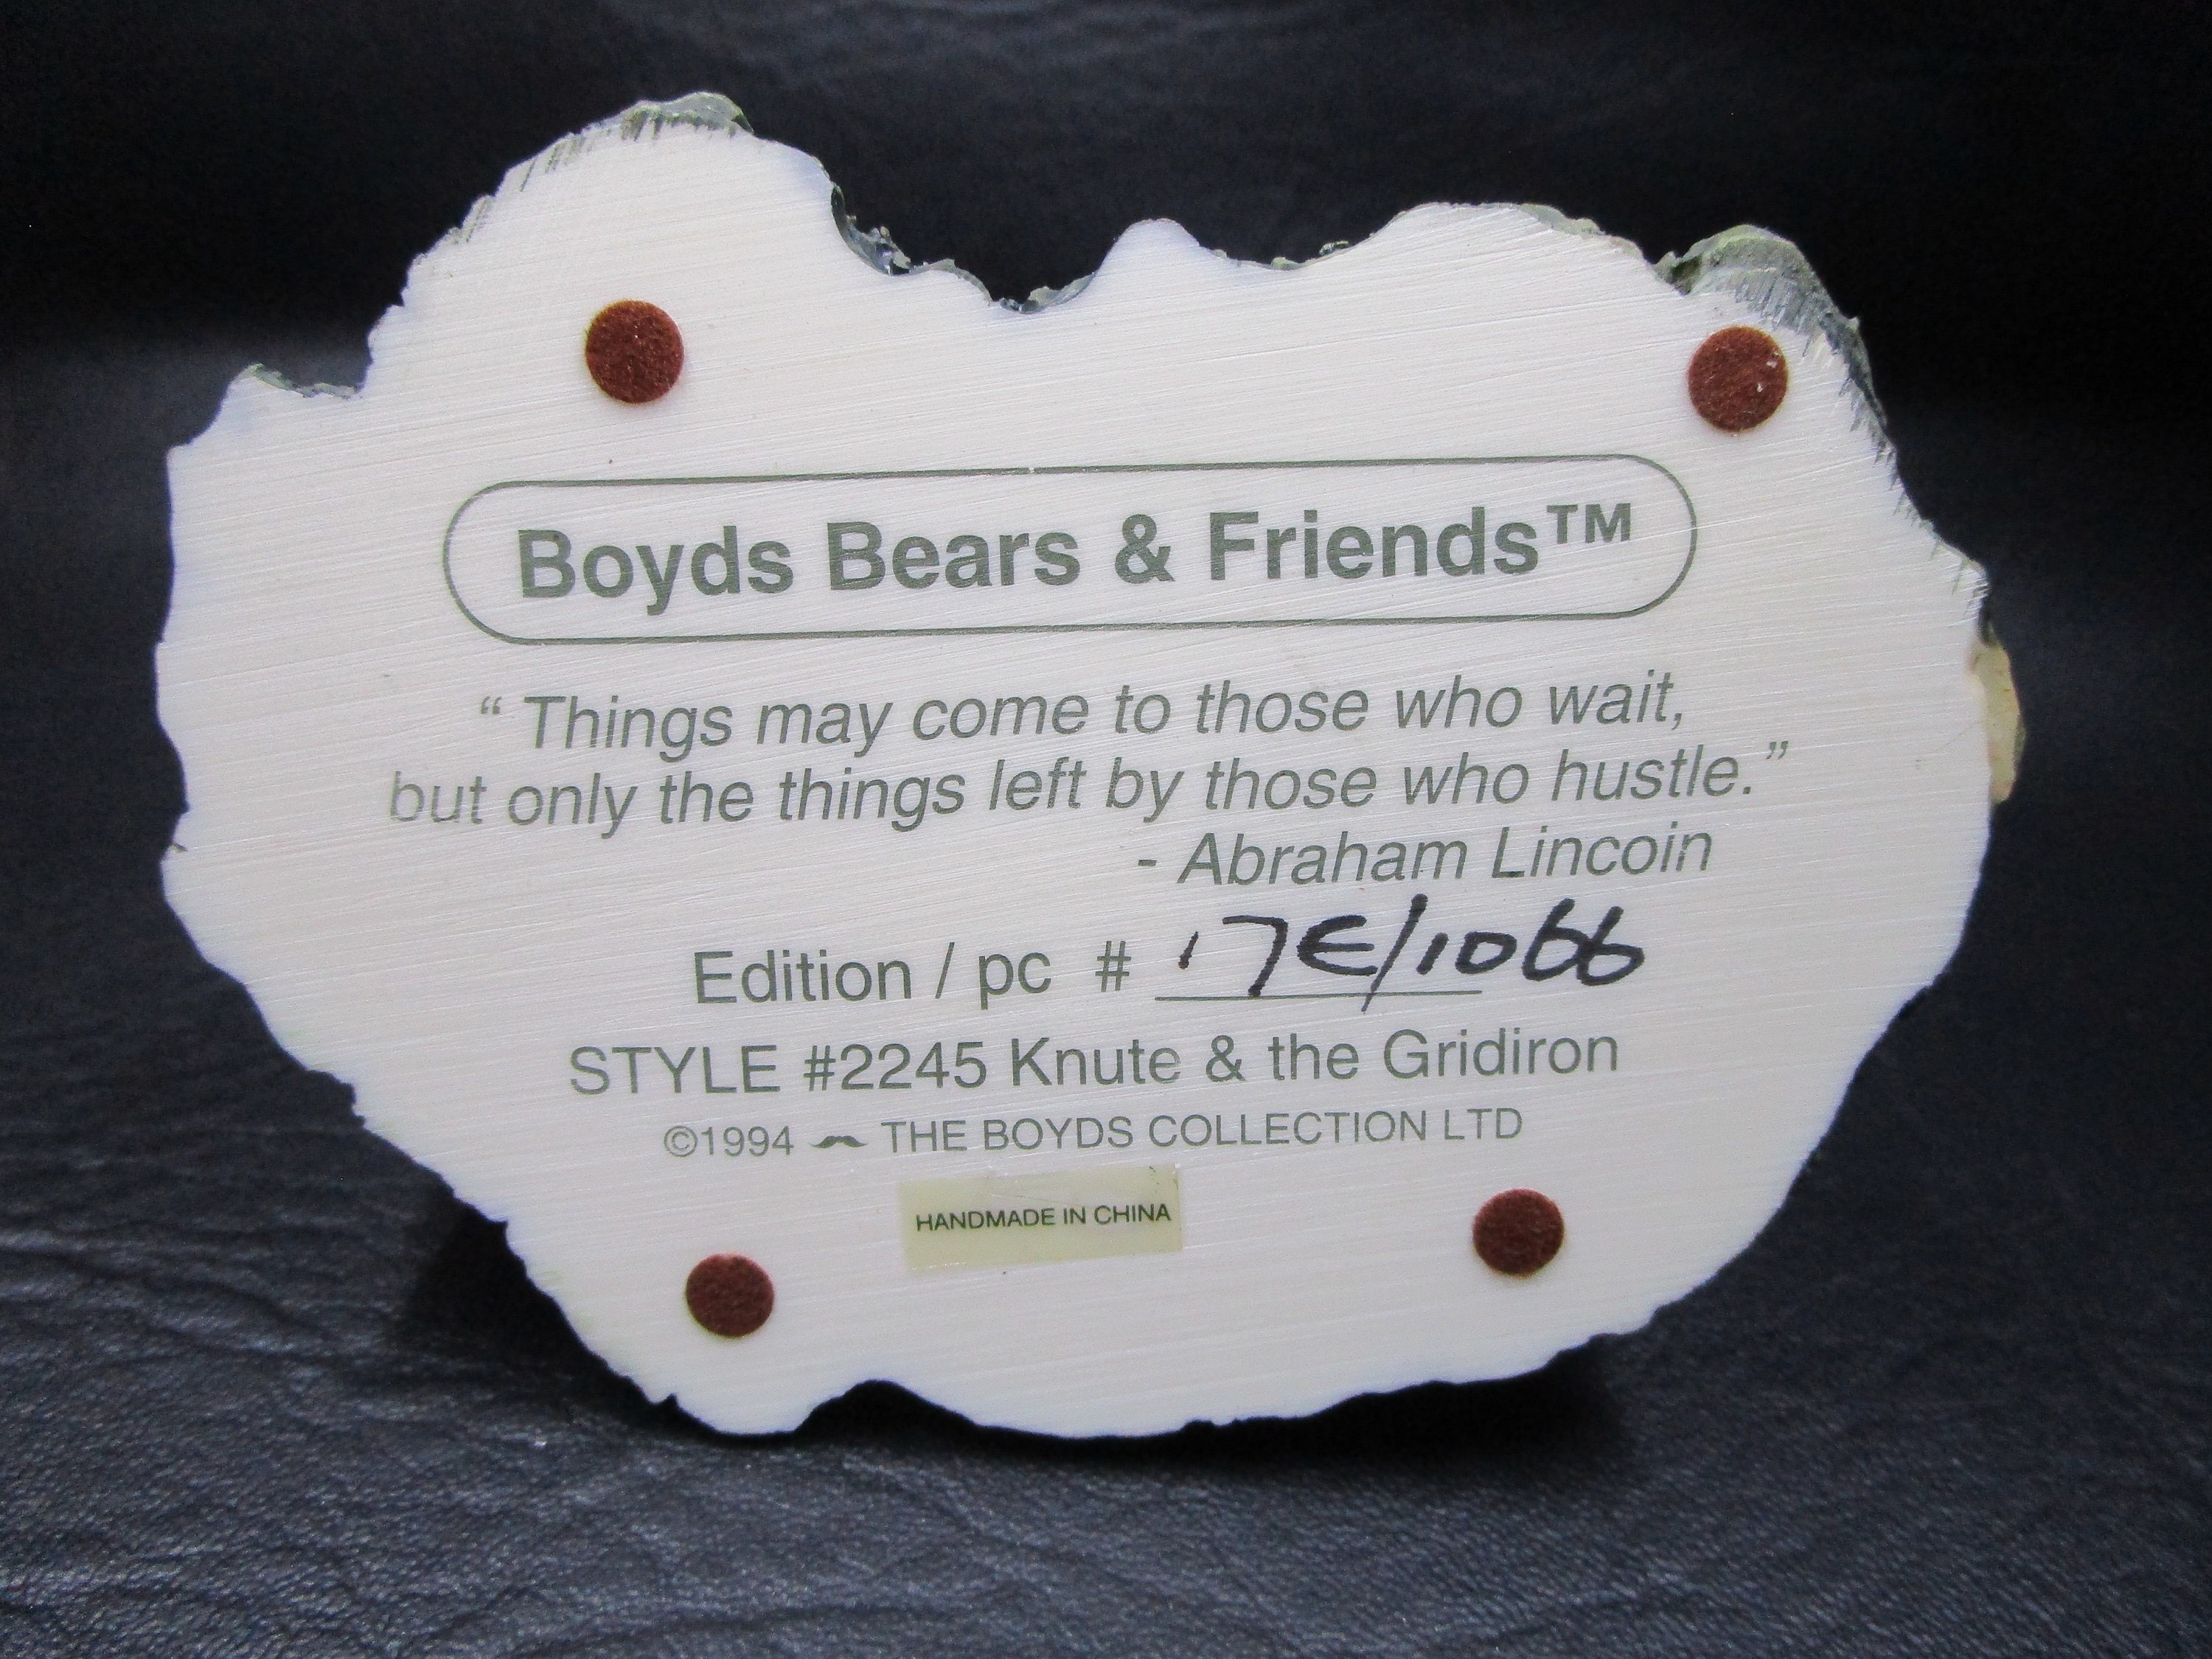 Boyds Bears & Friends™
“ Things may come to those who wait,
but only the things left by those who hustle.”
- Abraham Lincoin
Edition / pc # 17E/1066
STYLE #2245 Knute & the Gridiron
©1994 THE BOYDS COLLECTION LTD
HANDMADE IN CHINA